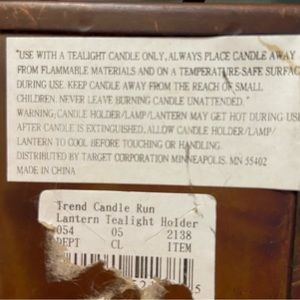 "USE WITH A TEALIGHT CANDLE ONLY, ALWAYS PLACE CANDLE AWAY
FROM FLAMMABLE MATERIALS AND ON A TEMPERATURE-SAFE SURFAC
DURING USE. KEEP CANDLE AWAY FROM THE REACH OF SMALL
CHILDREN. NEVER LEAVE BURNING CANDLE UNATTENDED."
WARNING; CANDLE HOLDER/LAMP/LANTERN MAY GET HOT DURING USE
AFTER CANDLE IS EXTINGUISHED, ALLOW CANDLE HOLDER/LAMP/
LANTERN TO COOL BEFORE TOUCHING OR HANDLING.
DISTRIBUTED BY TARGET CORPORATION MINNEAPOLIS, MN 55402
MADE IN CHINA
Trend Candle Run
Lantern Tealight Holder
054 05 2138
DEPT CL ITEM
5